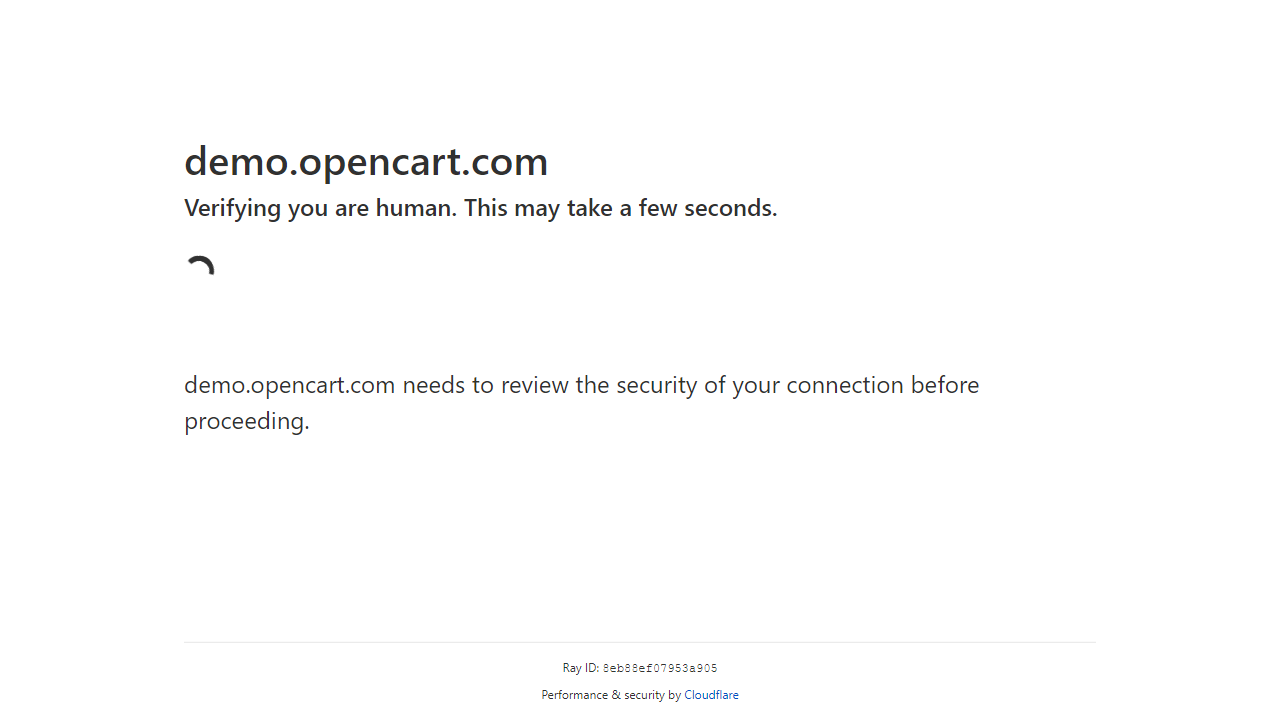 demo.opencart.com
Verifying you are human. This may take a few seconds.
demo.opencart.com needs to review the security of your connection before
proceeding.
Ray ID: 8eb88ef07953a905
Performance & security by Cloudflare